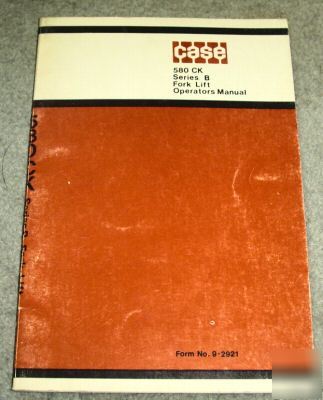 case
580 CK
Series B
Fork Lift
Operators Manual
Form No. 9-2921